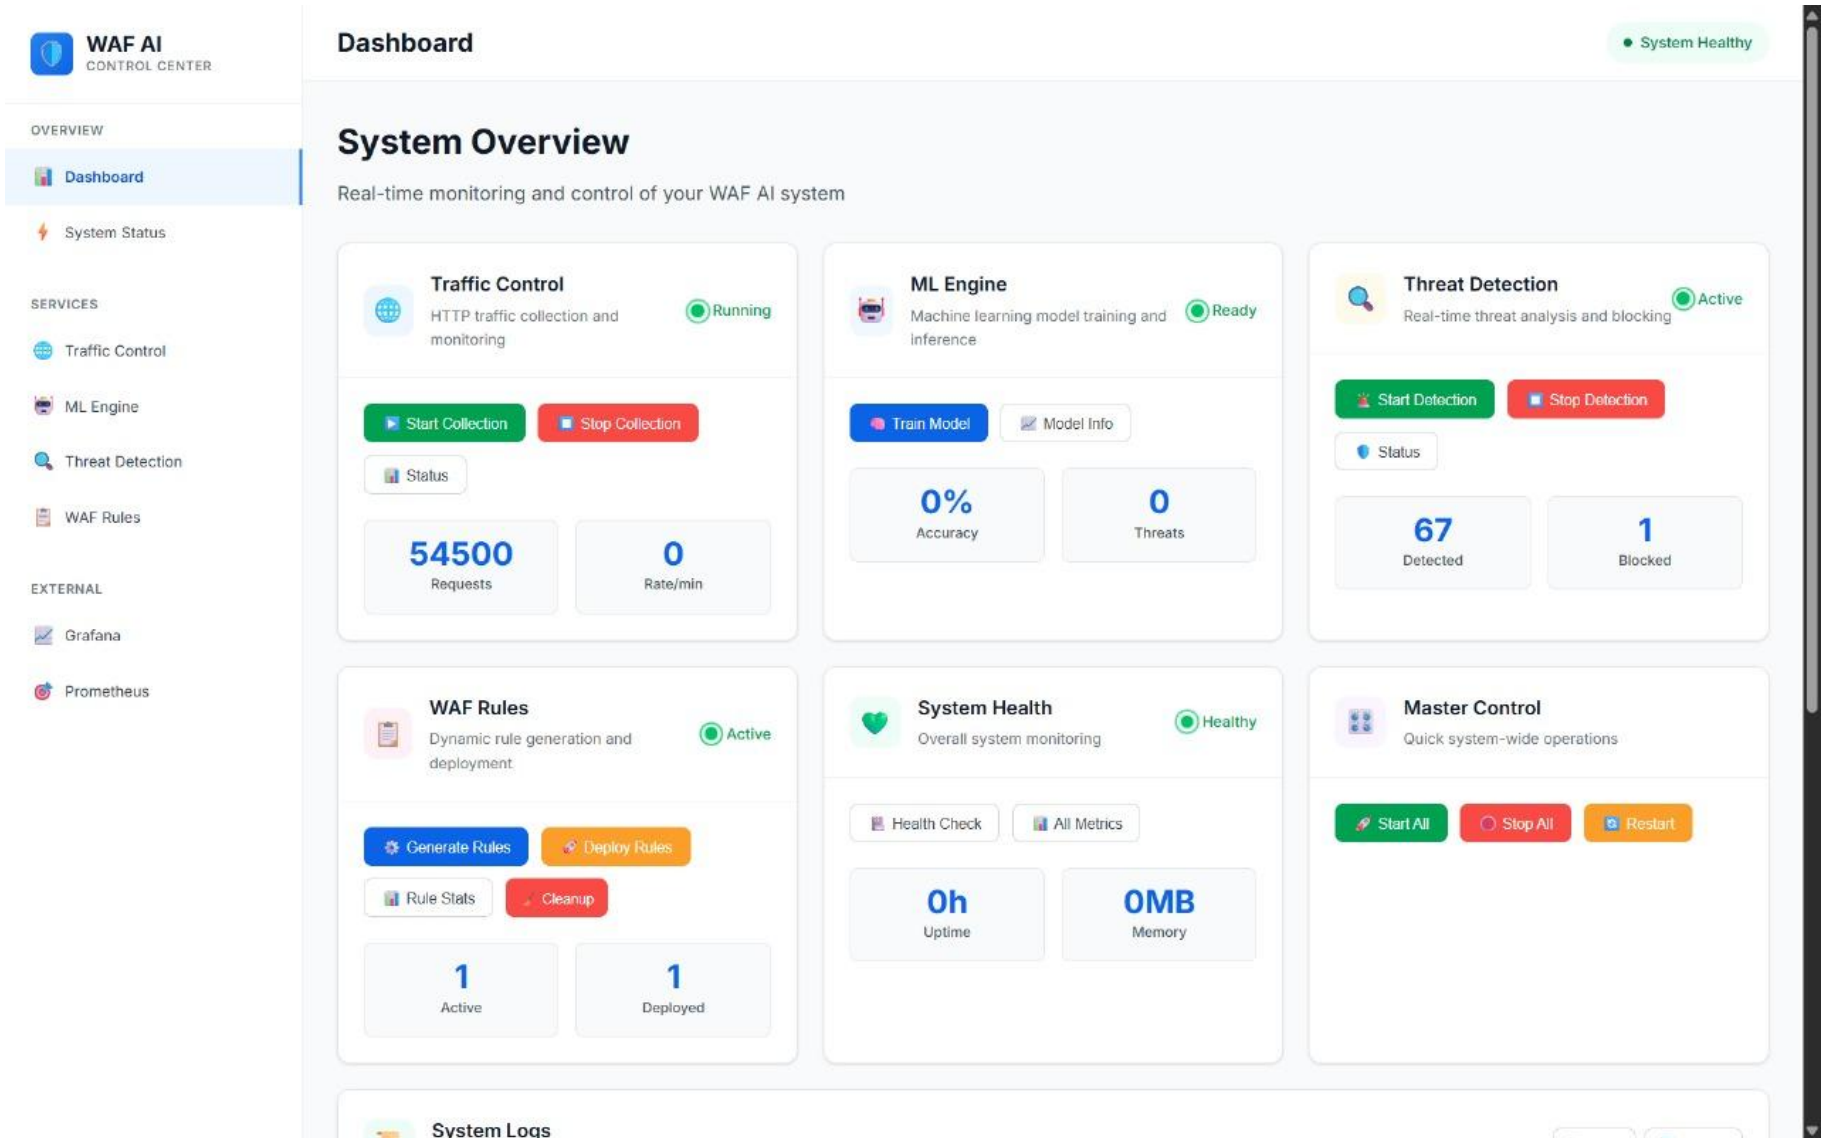 WAF AI
CONTROL CENTER
OVERVIEW
Dashboard
System Status
SERVICES
Traffic Control
ML Engine
Threat Detection
WAF Rules
EXTERNAL
Grafana
Prometheus
Dashboard
System Healthy
System Overview
Real-time monitoring and control of your WAF AI system
Traffic Control
HTTP traffic collection and
monitoring
Running
Start Collection
Stop Collection
Status
54500
Requests
0
Rate/min
ML Engine
Machine learning model training and
inference
Ready
Train Model
Model Info
0%
Accuracy
0
Threats
Threat Detection
Real-time threat analysis and blocking
Active
Start Detection
Stop Detection
Status
67
Detected
1
Blocked
WAF Rules
Dynamic rule generation and
deployment
Active
Generate Rules
Deploy Rules
Rule Stats
Cleanup
1
Active
1
Deployed
System Health
Overall system monitoring
Healthy
Health Check
All Metrics
0h
Uptime
0MB
Memory
Master Control
Quick system-wide operations
Start All
Stop All
Restart
System Logs